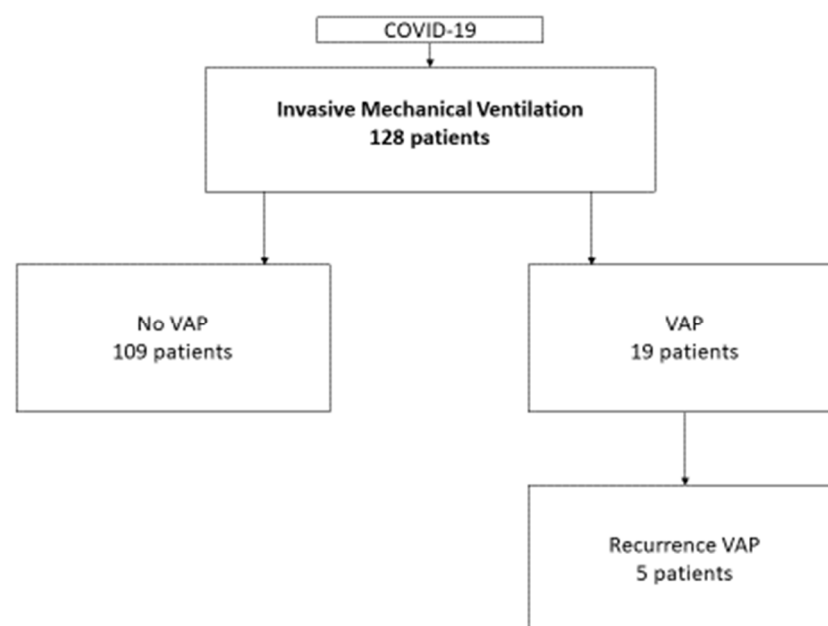 COVID-19
Invasive Mechanical Ventilation
128 patients
No VAP
109 patients
VAP
19 patients
Recurrence VAP
5 patients